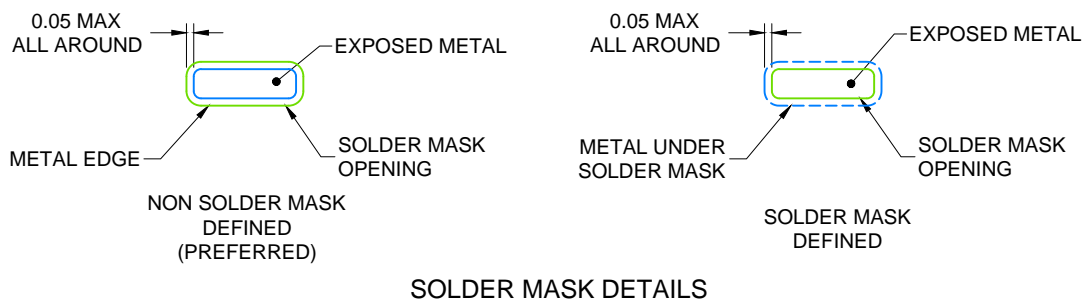 0.05 MAX
ALL AROUND
EXPOSED METAL
METAL EDGE
SOLDER MASK
OPENING
NON SOLDER MASK
DEFINED
(PREFERRED)
0.05 MAX
ALL AROUND
EXPOSED METAL
METAL UNDER
SOLDER MASK
SOLDER MASK
OPENING
SOLDER MASK
DEFINED
SOLDER MASK DETAILS